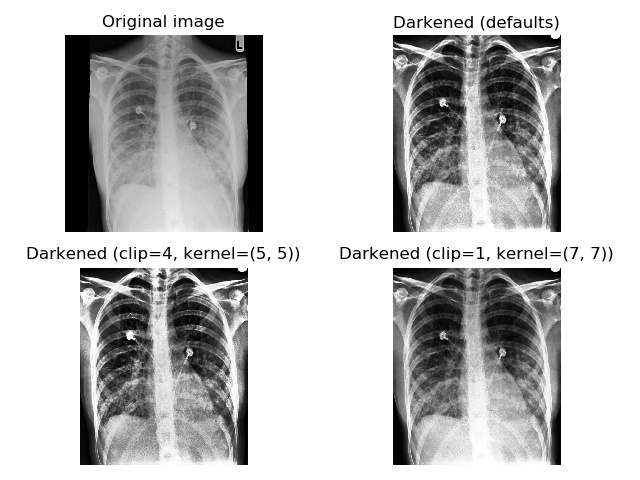 Original image
Darkened (defaults)
L
Darkened (clip=4, kernel=(5, 5))
Darkened (clip=1, kernel=(7, 7))